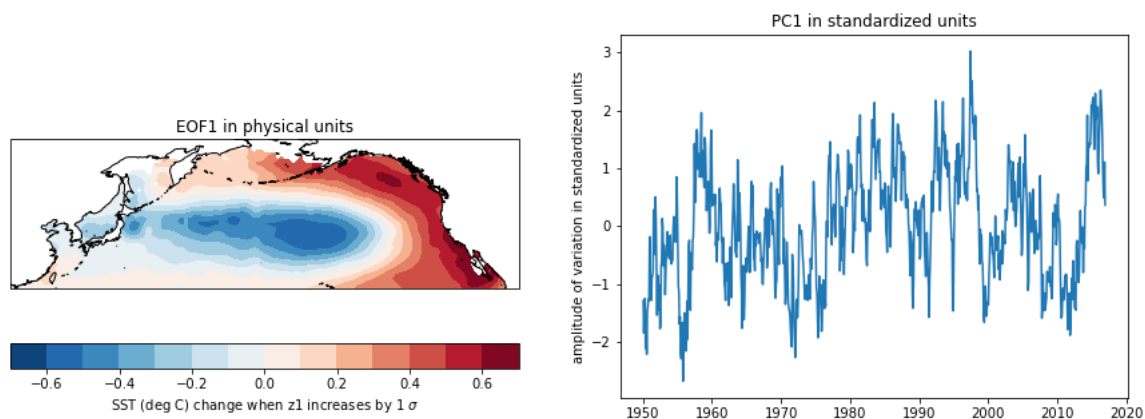 EOF1 in physical units
−0.6 −0.4 −0.2 0.0 0.2 0.4 0.6
SST (deg C) change when z1 increases by 1 σ
PC1 in standardized units
amplitude of variation in standardized units
3
2
1
0
−1
−2
1950 1960 1970 1980 1990 2000 2010 2020